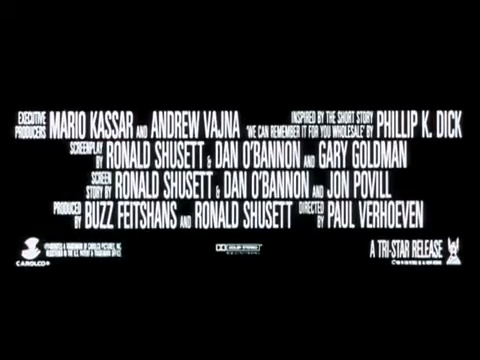 EXECUTIVE PRODUCERS MARIO KASSAR AND ANDREW VAJNA INSPIRED BY THE SHORT STORY "WE CAN REMEMBER IT FOR YOU WHOLESALE" BY PHILLIP K. DICK
SCREENPLAY BY RONALD SHUSETT & DAN O'BANNON AND GARY GOLDMAN
SCREEN STORY BY RONALD SHUSETT & DAN O'BANNON AND JON POVILL
PRODUCED BY BUZZ FEITSHANS AND RONALD SHUSETT DIRECTED BY PAUL VERHOEVEN
CAROLCO DOLBY STEREO A TRI-STAR RELEASE